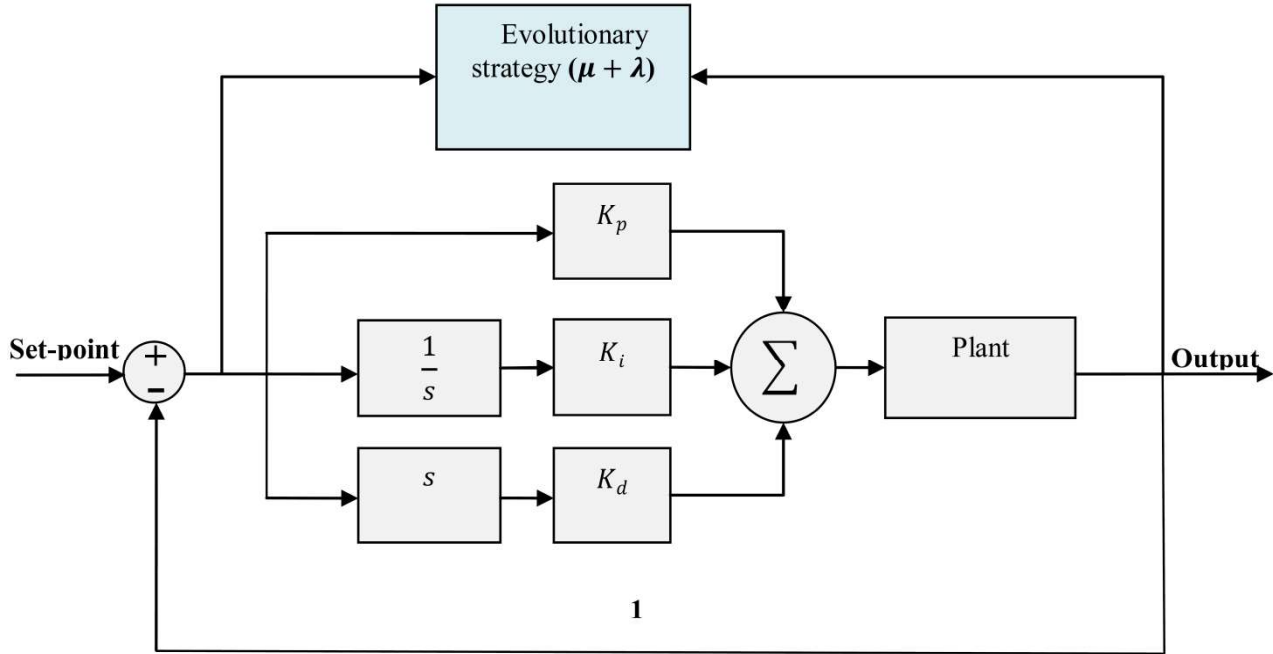 Evolutionary
strategy (μ + λ)
K_p
Set-point
+
−
1
s
K_i
∑
Plant
Output
s
K_d
1